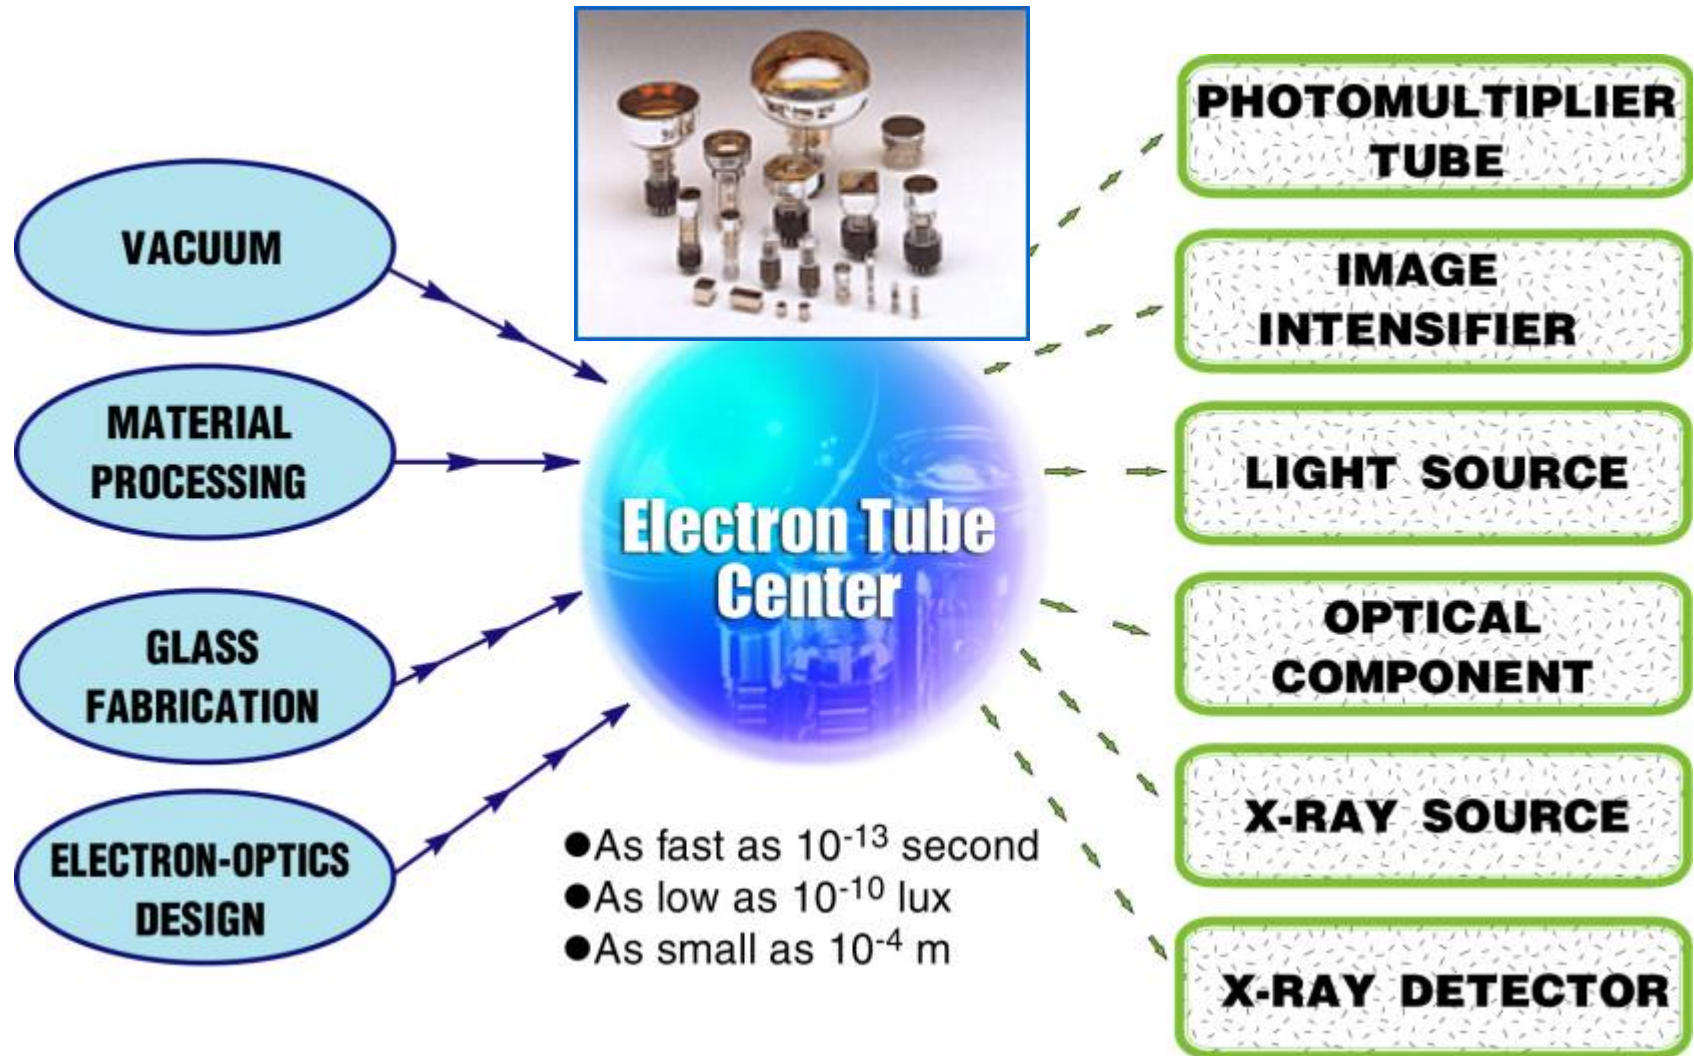 VACUUM
MATERIAL
PROCESSING
GLASS
FABRICATION
ELECTRON-OPTICS
DESIGN
Electron Tube
Center
●As fast as 10⁻¹³ second
●As low as 10⁻¹⁰ lux
●As small as 10⁻⁴ m
PHOTOMULTIPLIER
TUBE
IMAGE
INTENSIFIER
LIGHT SOURCE
OPTICAL
COMPONENT
X-RAY SOURCE
X-RAY DETECTOR